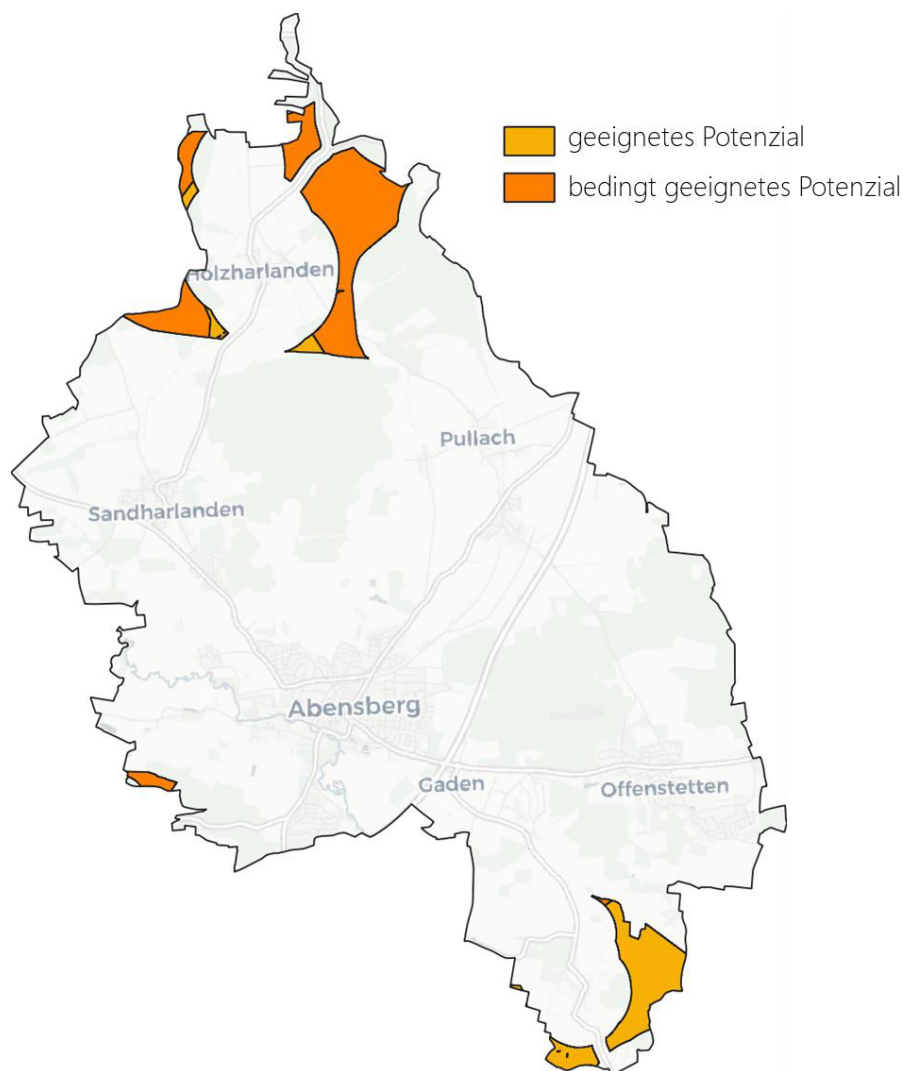 geeignetes Potenzial
bedingt geeignetes Potenzial
Holzharlanden
Pullach
Sandharlanden
Abensberg
Gaden
Offenstetten